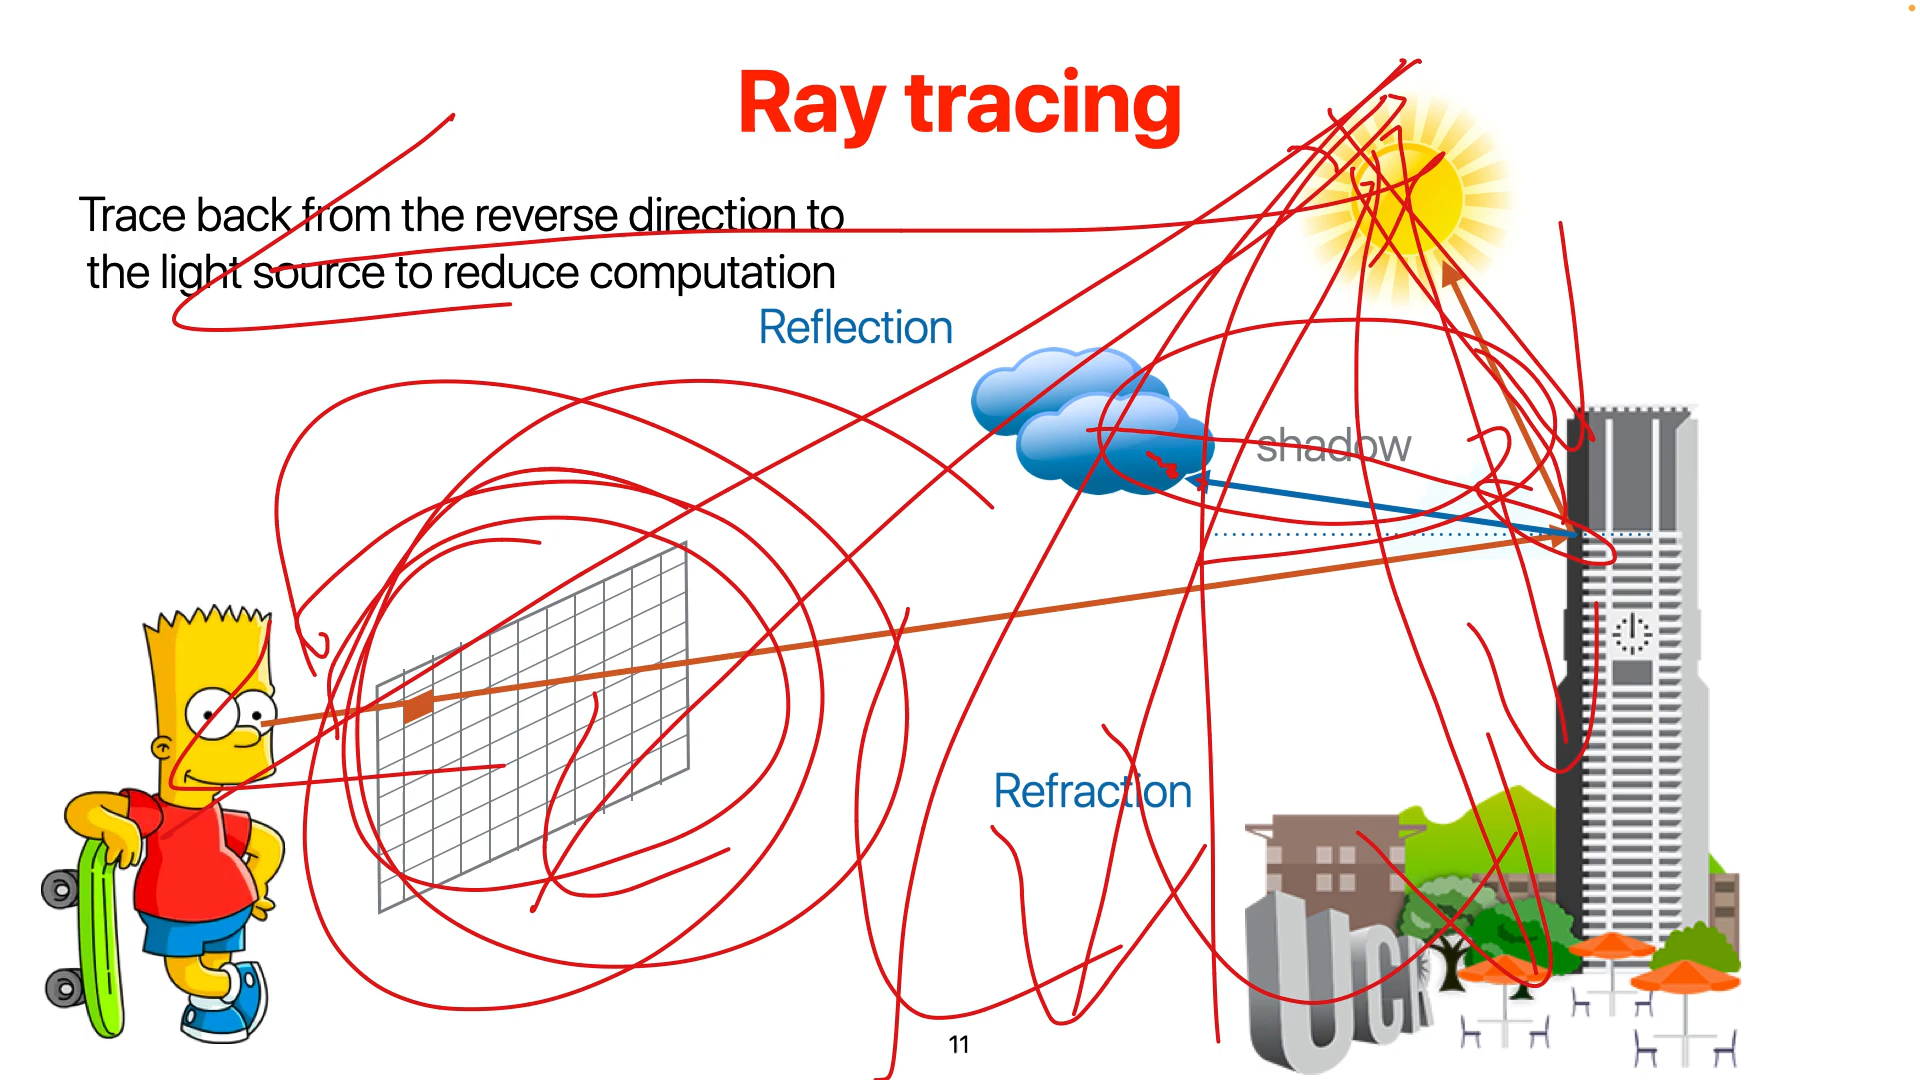 Ray tracing
Trace back from the reverse direction to
the light source to reduce computation
Reflection
shadow
Refraction
UCR
11